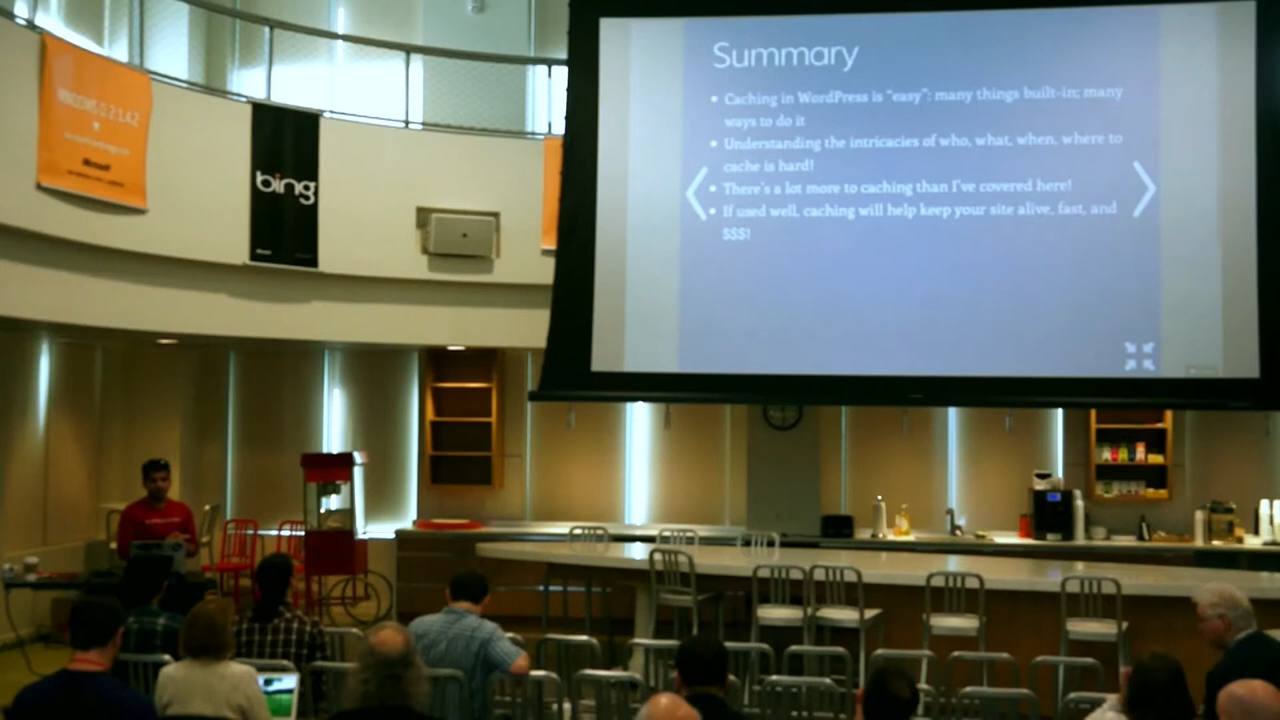 Summary
• Caching in WordPress is “easy”: many things built-in; many
ways to do it
• Understanding the intricacies of who, what, when, where to
cache is hard!
• There's a lot more to caching than I've covered here!
• If used well, caching will help keep your site alive, fast, and
$$$!
bing
Microsoft